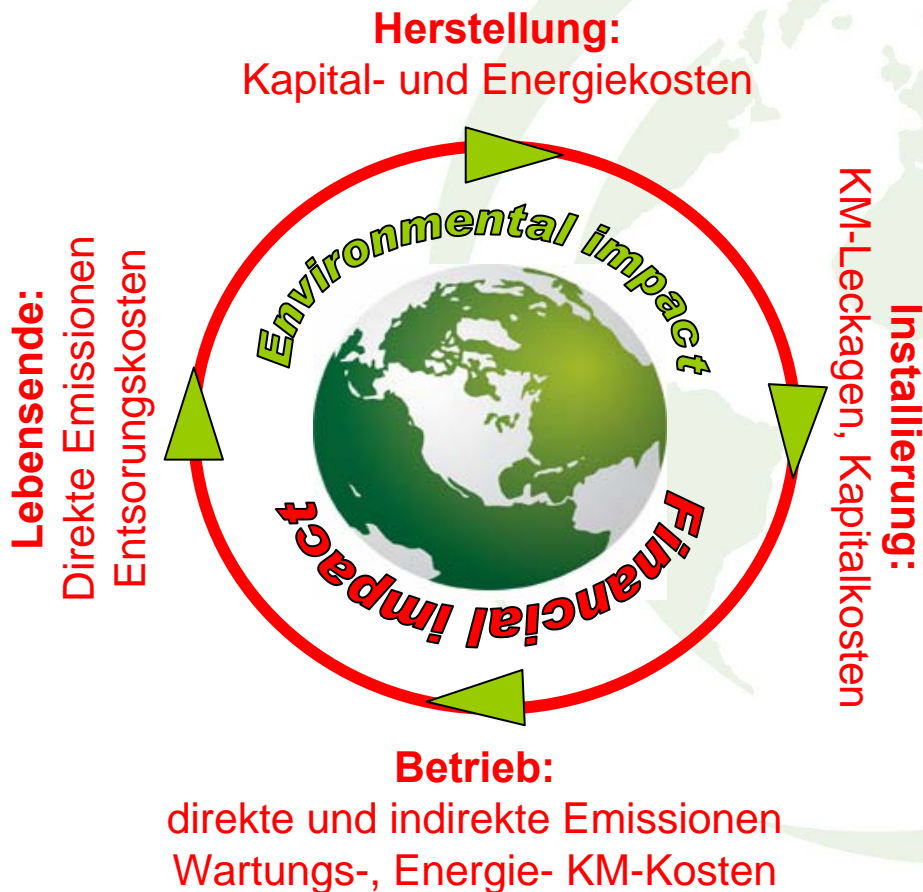 Herstellung:
Kapital- und Energiekosten
Environmental impact
Installierung:
KM-Leckagen, Kapitalkosten
Financial impact
Betrieb:
direkte und indirekte Emissionen
Wartungs-, Energie- KM-Kosten
Lebensende:
Direkte Emissionen
Entsorungskosten